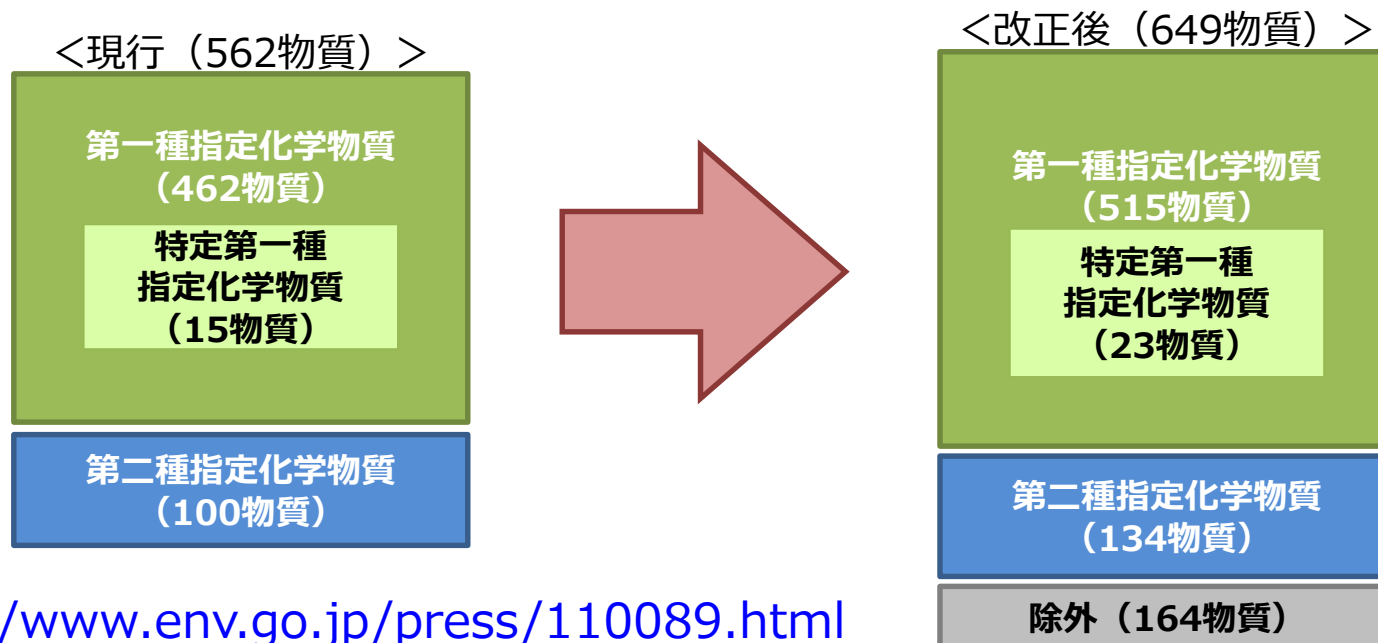 ＜現行（562物質）＞
第一種指定化学物質
（462物質）
特定第一種
指定化学物質
（15物質）
第二種指定化学物質
（100物質）
＜改正後（649物質）＞
第一種指定化学物質
（515物質）
特定第一種
指定化学物質
（23物質）
第二種指定化学物質
（134物質）
除外（164物質）
/www.env.go.jp/press/110089.html